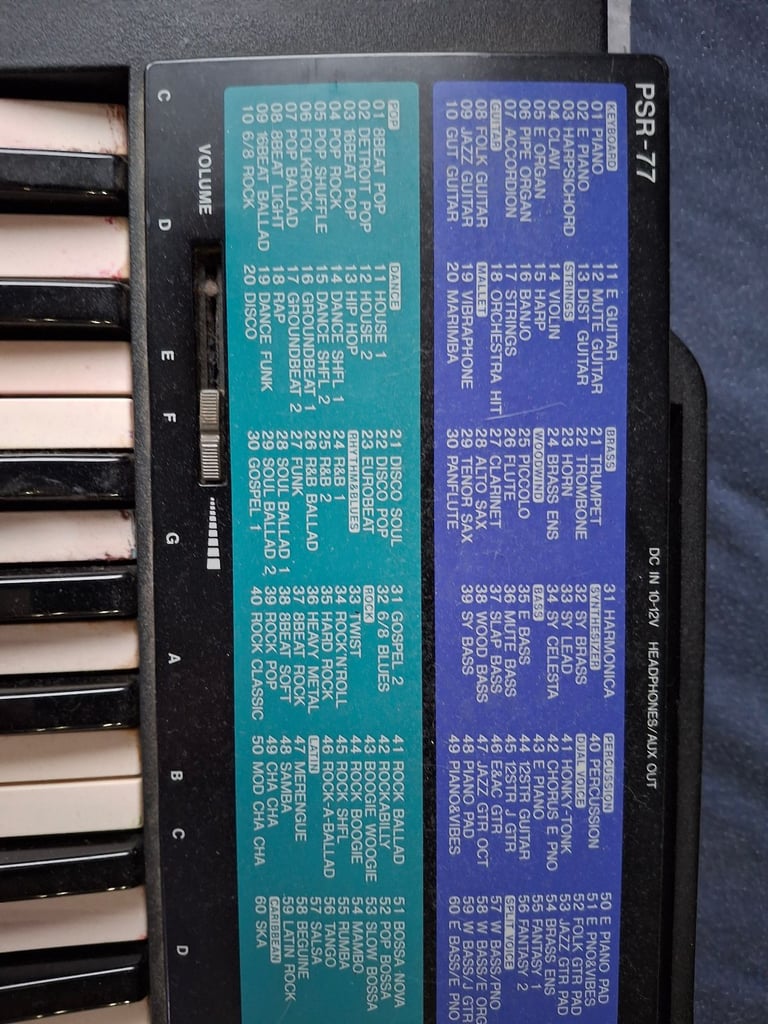 PSR-77
DC IN 10-12V HEADPHONES/AUX OUT
KEYBOARD
01 PIANO
02 E PIANO
03 HARPSICHORD
04 CLAVI
05 E ORGAN
06 PIPE ORGAN
07 ACCORDION
GUITAR
08 FOLK GUITAR
09 JAZZ GUITAR
10 GUT GUITAR
11 E GUITAR
12 MUTE GUITAR
13 DIST GUITAR
STRINGS
14 VIOLIN
15 HARP
16 BANJO
17 STRINGS
18 ORCHESTRA HIT
MALLET
19 VIBRAPHONE
20 MARIMBA
BRASS
21 TRUMPET
22 TROMBONE
23 HORN
24 BRASS ENS
WOODWIND
25 PICCOLO
26 FLUTE
27 CLARINET
28 ALTO SAX
29 TENOR SAX
30 PANFLUTE
31 HARMONICA
SYNTHESIZER
32 SY BRASS
33 SY LEAD
34 SY CELESTA
BASS
35 E BASS
36 MUTE BASS
37 SLAP BASS
38 WOOD BASS
39 SY BASS
PERCUSSION
40 PERCUSSION
DUAL VOICE
41 HONKY-TONK
42 CHORUS E PNO
43 E PIANO
44 12STR GUITAR
45 12STR J GTR
46 E&AC GTR
47 JAZZ GTR OCT
48 PIANO PAD
49 PIANO&VIBES
50 E PIANO PAD
51 E PNO&VIBES
52 FOLK GTR PAD
53 JAZZ GTR PAD
54 BRASS ENS
55 FANTASY 1
56 FANTASY 2
SPLIT VOICE
57 W BASS/PNO
58 W BASS/E ORG
59 W BASS/J GTR
60 E BASS/E PNO
POP
01 8BEAT POP
02 DETROIT POP
03 16BEAT POP
04 POP ROCK
05 POP SHUFFLE
06 FOLKROCK
07 POP BALLAD
08 8BEAT LIGHT
09 16BEAT BALLAD
10 6/8 ROCK
DANCE
11 HOUSE 1
12 HOUSE 2
13 HIP HOP
14 DANCE SHFL 1
15 DANCE SHFL 2
16 GROUNDBEAT 1
17 GROUNDBEAT 2
18 RAP
19 DANCE FUNK
20 DISCO
21 DISCO SOUL
22 DISCO POP
23 EUROBEAT
RHYTHM&BLUES
24 R&B 1
25 R&B 2
26 R&B BALLAD
27 FUNK
28 SOUL BALLAD 1
29 SOUL BALLAD 2
30 GOSPEL 1
31 GOSPEL 2
32 6/8 BLUES
ROCK
33 TWIST
34 ROCK'N'ROLL
35 HARD ROCK
36 HEAVY METAL
37 8BEAT ROCK
38 8BEAT SOFT
39 ROCK POP
40 ROCK CLASSIC
41 ROCK BALLAD
42 ROCKABILLY
43 BOOGIE WOOGIE
44 ROCK BOOGIE
45 ROCK SHFL
46 ROCK-A-BALLAD
LATIN
47 MERENGUE
48 SAMBA
49 CHA CHA
50 MOD CHA CHA
51 BOSSA NOVA
52 POP BOSSA
53 SLOW BOSSA
54 MAMBO
55 RUMBA
56 TANGO
57 SALSA
58 BEGUINE
59 LATIN ROCK
CARIBBEAN
60 SKA
VOLUME
C D E F G A B C D